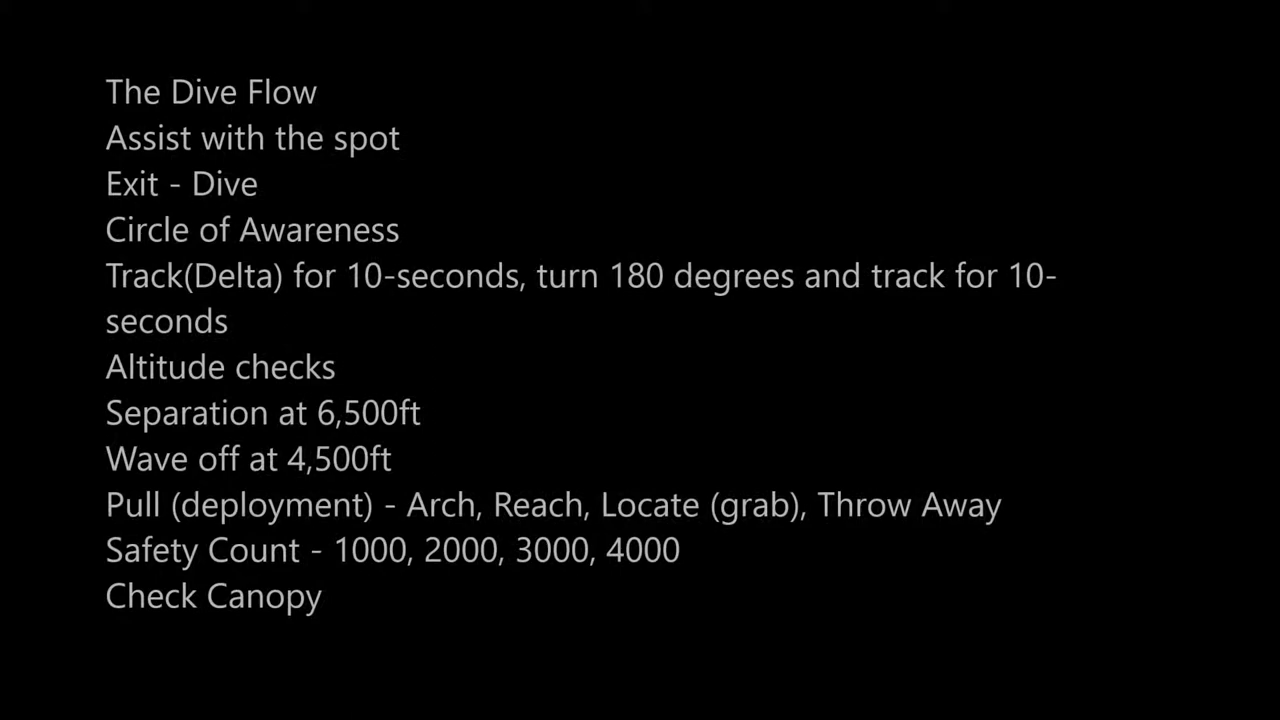 The Dive Flow
Assist with the spot
Exit - Dive
Circle of Awareness
Track(Delta) for 10-seconds, turn 180 degrees and track for 10-
seconds
Altitude checks
Separation at 6,500ft
Wave off at 4,500ft
Pull (deployment) - Arch, Reach, Locate (grab), Throw Away
Safety Count - 1000, 2000, 3000, 4000
Check Canopy